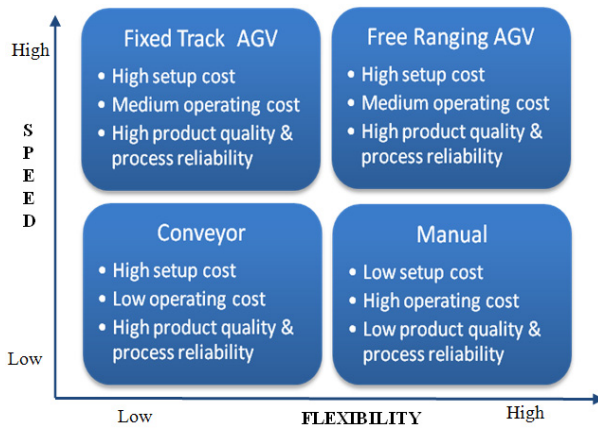 High
SPEED
Low
Fixed Track AGV
• High setup cost
• Medium operating cost
• High product quality &
process reliability
Free Ranging AGV
• High setup cost
• Medium operating cost
• High product quality &
process reliability
Conveyor
• High setup cost
• Low operating cost
• High product quality &
process reliability
Manual
• Low setup cost
• High operating cost
• Low product quality &
process reliability
Low
FLEXIBILITY
High